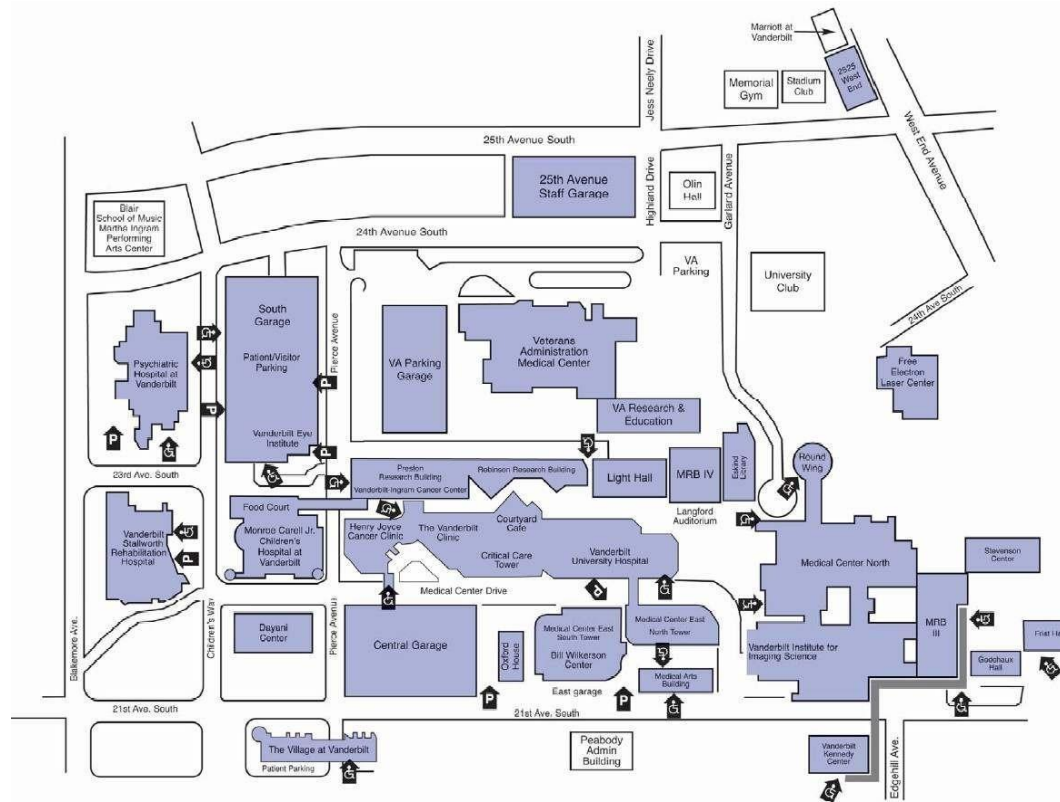 Marriott at
Vanderbilt
2525
West
End
Memorial
Gym
Stadium
Club
Jess Neely Drive
West End Avenue
25th Avenue South
25th Avenue
Staff Garage
Highland Drive
Olin
Hall
Garland Avenue
Blair
School of Music
Martha Ingram
Performing
Arts Center
24th Avenue South
VA
Parking
University
Club
24th Ave South
South
Garage
Patient/Visitor
Parking
Vanderbilt Eye
Institute
Pierce Avenue
VA Parking
Garage
Veterans
Administration
Medical Center
VA Research &
Education
Psychiatric
Hospital at
Vanderbilt
P
P
P
P
Free
Electron
Laser Center
23rd Ave. South
Preston
Research Building
Robinson Research Building
Vanderbilt-Ingram Cancer Center
Light Hall
MRB IV
Eskind
Library
Round
Wing
Langford
Auditorium
Food Court
Monroe Carell Jr.
Children's
Hospital at
Vanderbilt
Henry Joyce
Cancer Clinic
The Vanderbilt
Clinic
Courtyard
Cafe
Critical Care
Tower
Vanderbilt
University Hospital
P
Vanderbilt
Stallworth
Rehabilitation
Hospital
P
Medical Center North
Stevenson
Center
Medical Center Drive
Blakemore Ave.
Children's Way
Dayani
Center
Pierce Avenue
Central Garage
Oxford
House
Medical Center East
South Tower
Bill Wilkerson
Center
Medical Center East
North Tower
Vanderbilt Institute for
Imaging Science
MRB
III
Godchaux
Hall
Medical Arts
Building
East garage
P
P
21st Ave. South
21st Ave. South
The Village at Vanderbilt
Patient Parking
Peabody
Admin
Building
Vanderbilt
Kennedy
Center
Edgehill Ave.